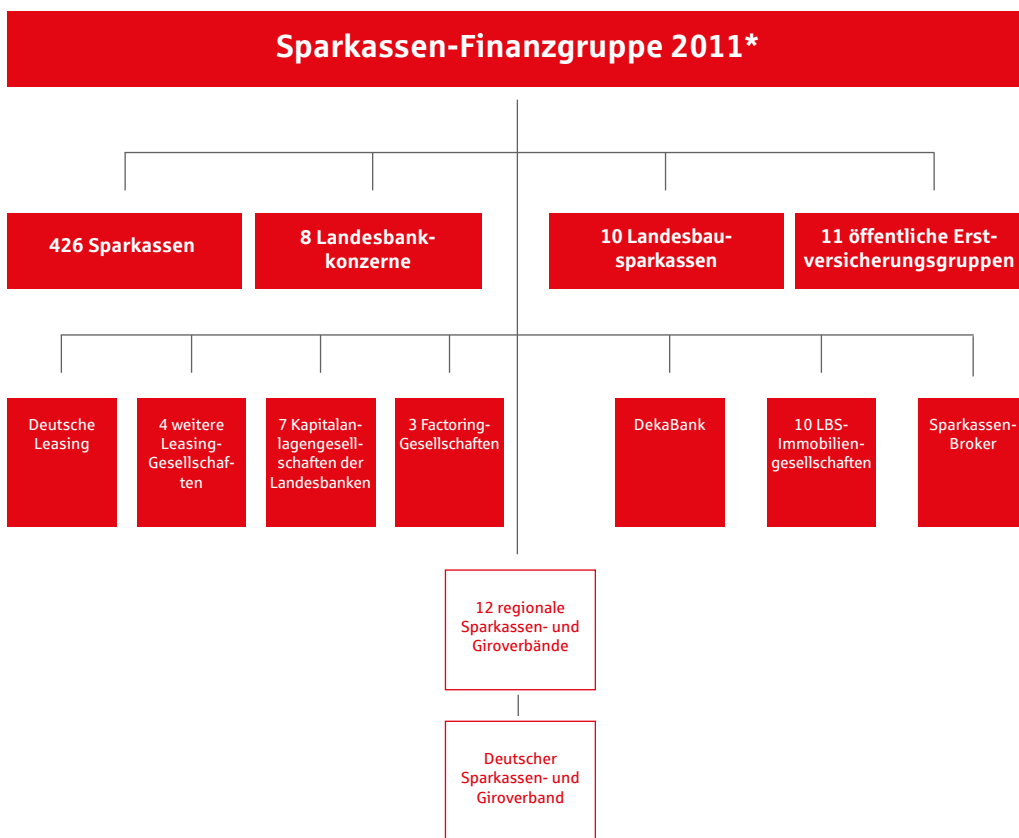 Sparkassen-Finanzgruppe 2011*
426 Sparkassen
8 Landesbank-
konzerne
10 Landesbau-
sparkassen
11 öffentliche Erst-
versicherungsgruppen
Deutsche
Leasing
4 weitere
Leasing-
Gesellschaf-
ten
7 Kapitalan-
lagengesell-
schaften der
Landesbanken
3 Factoring-
Gesellschaften
DekaBank
10 LBS-
Immobilien-
gesellschaften
Sparkassen-
Broker
12 regionale
Sparkassen- und
Giroverbände
Deutscher
Sparkassen- und
Giroverband